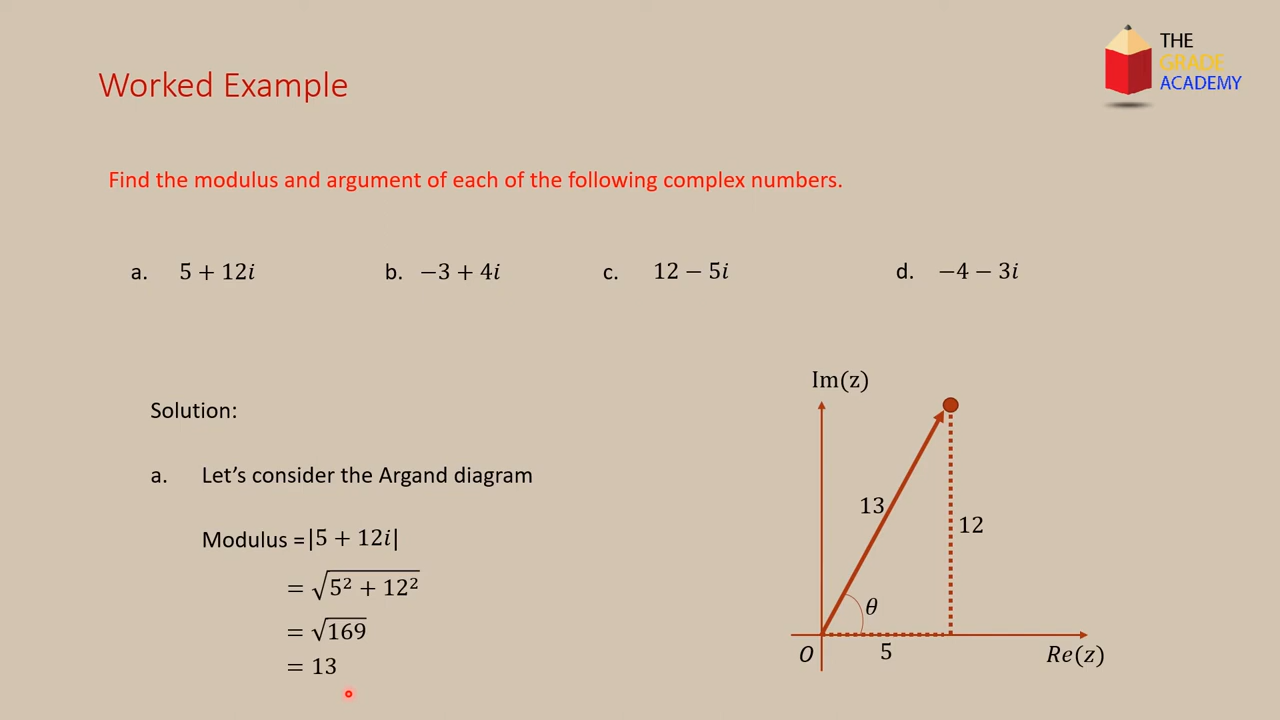 THE
GRADE
ACADEMY
Worked Example
Find the modulus and argument of each of the following complex numbers.
a. 5 + 12i b. −3 + 4i c. 12 − 5i d. −4 − 3i
Solution:
a. Let’s consider the Argand diagram
Modulus = |5 + 12i|
= √5² + 12²
= √169
= 13
Im(z)
13
12
θ
O
5
Re(z)